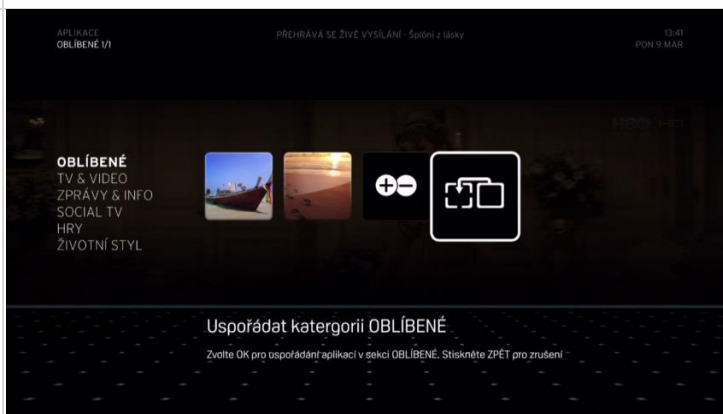 APLIKACE
OBLÍBENÉ 1/1
PŘEHRÁVÁ SE ŽIVÉ VYSÍLÁNÍ - Špióni z lásky
13:41
PON 9 MAR
HBO HD
OBLÍBENÉ
TV & VIDEO
ZPRÁVY & INFO
SOCIAL TV
HRY
ŽIVOTNÍ STYL
Uspořádat katergorii OBLÍBENÉ
Zvolte OK pro uspořádání aplikací v sekci OBLÍBENÉ. Stiskněte ZPĚT pro zrušení